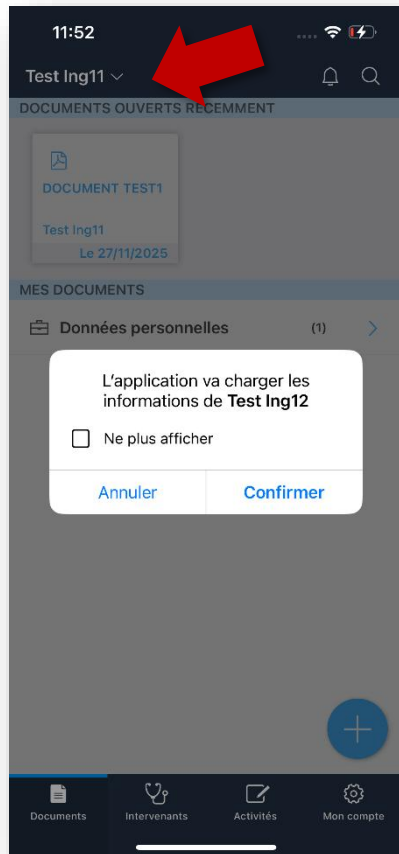 11:52
Test Ing11
DOCUMENTS OUVERTS RÉCEMMENT
DOCUMENT TEST1
Test Ing11
Le 27/11/2025
MES DOCUMENTS
Données personnelles (1)
L'application va charger les
informations de Test Ing12
Ne plus afficher
Annuler Confirmer
Documents Intervenants Activités Mon compte